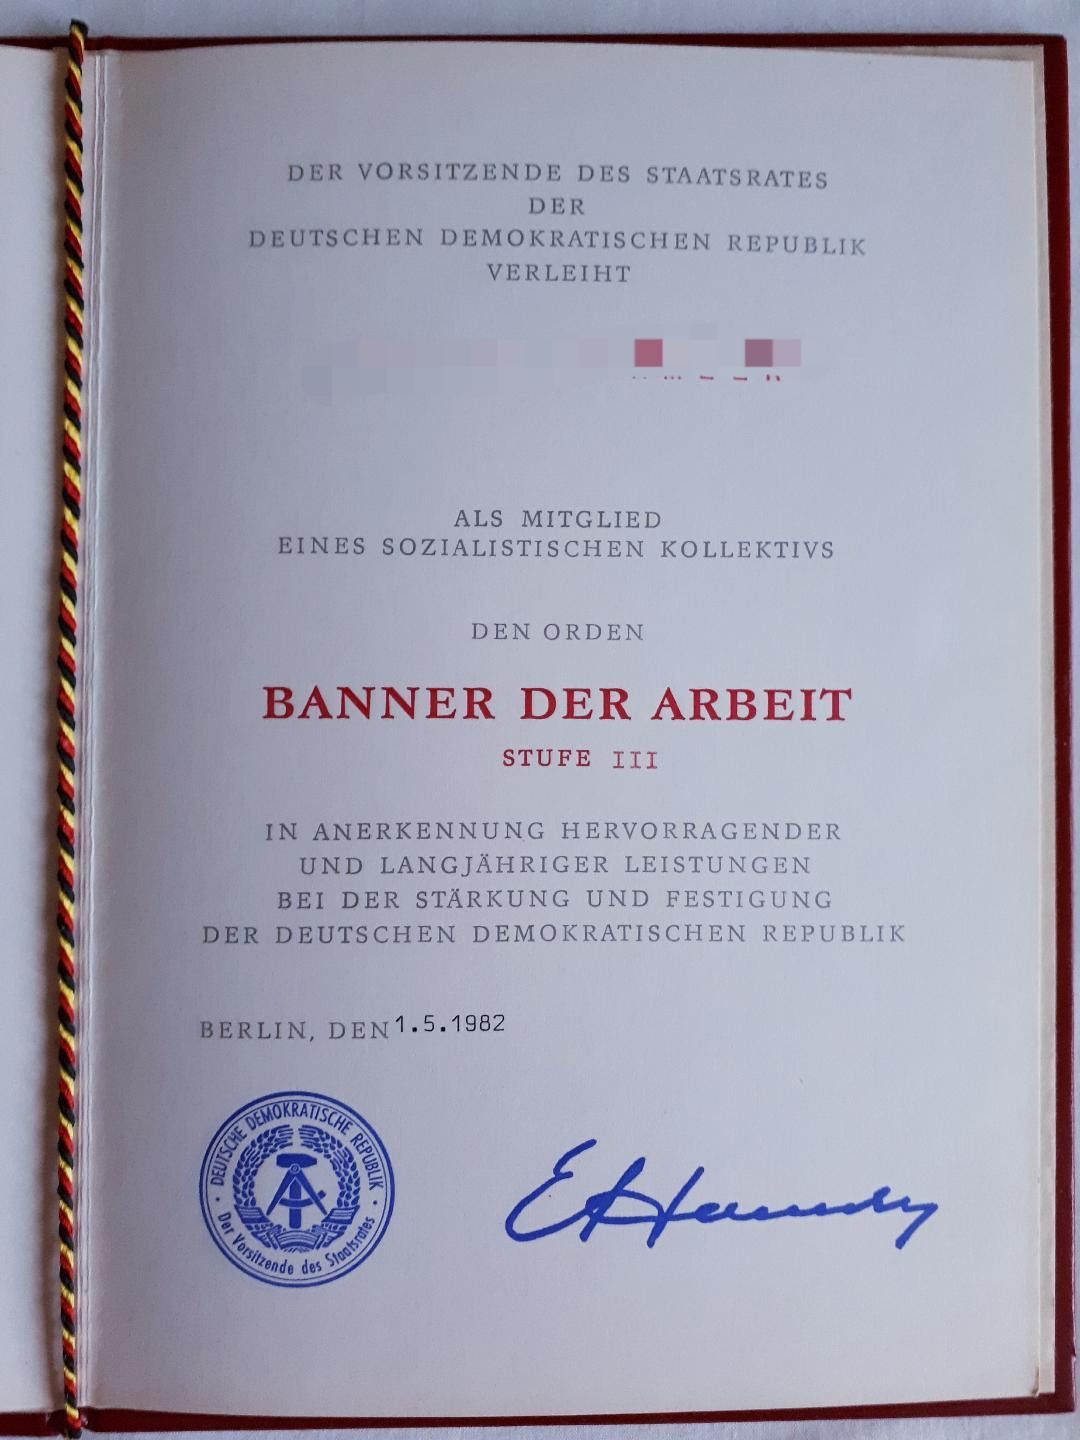 DER VORSITZENDE DES STAATSRATES
DER
DEUTSCHEN DEMOKRATISCHEN REPUBLIK
VERLEIHT
ALS MITGLIED
EINES SOZIALISTISCHEN KOLLEKTIVS
DEN ORDEN
BANNER DER ARBEIT
STUFE III
IN ANERKENNUNG HERVORRAGENDER
UND LANGJÄHRIGER LEISTUNGEN
BEI DER STÄRKUNG UND FESTIGUNG
DER DEUTSCHEN DEMOKRATISCHEN REPUBLIK
BERLIN, DEN 1.5.1982
· DEUTSCHE DEMOKRATISCHE REPUBLIK ·
Der Vorsitzende des Staatsrates